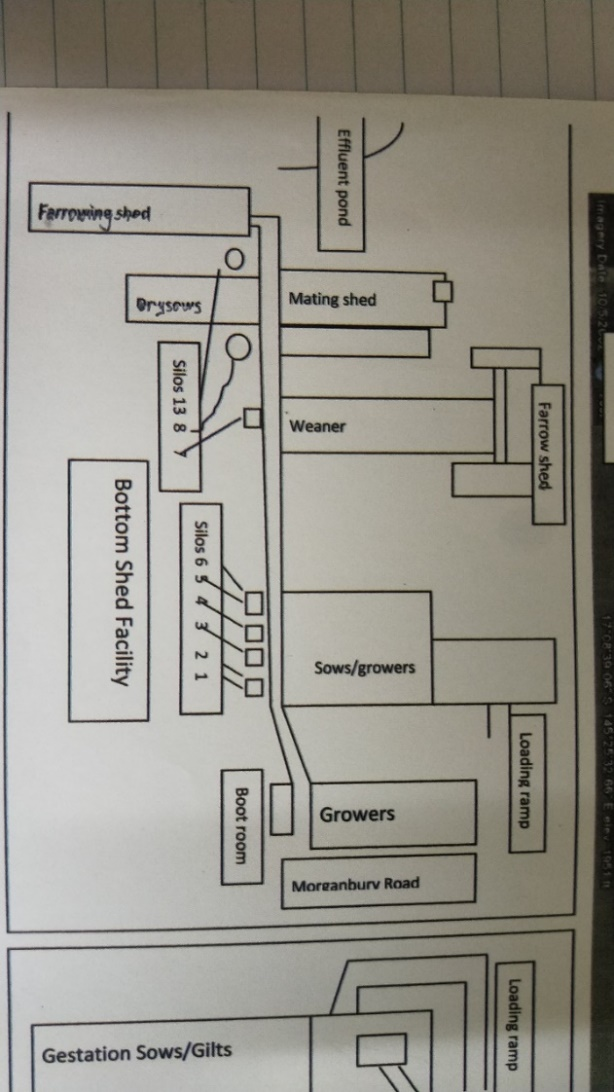 Effluent pond
Farrowing shed
Mating shed
Drysows
Farrow shed
Silos 13 8 7
Weaner
Bottom Shed Facility
Silos 6 5 4 3 2 1
Sows/growers
Loading ramp
Boot room
Growers
Morganbury Road
Loading ramp
Gestation Sows/Gilts